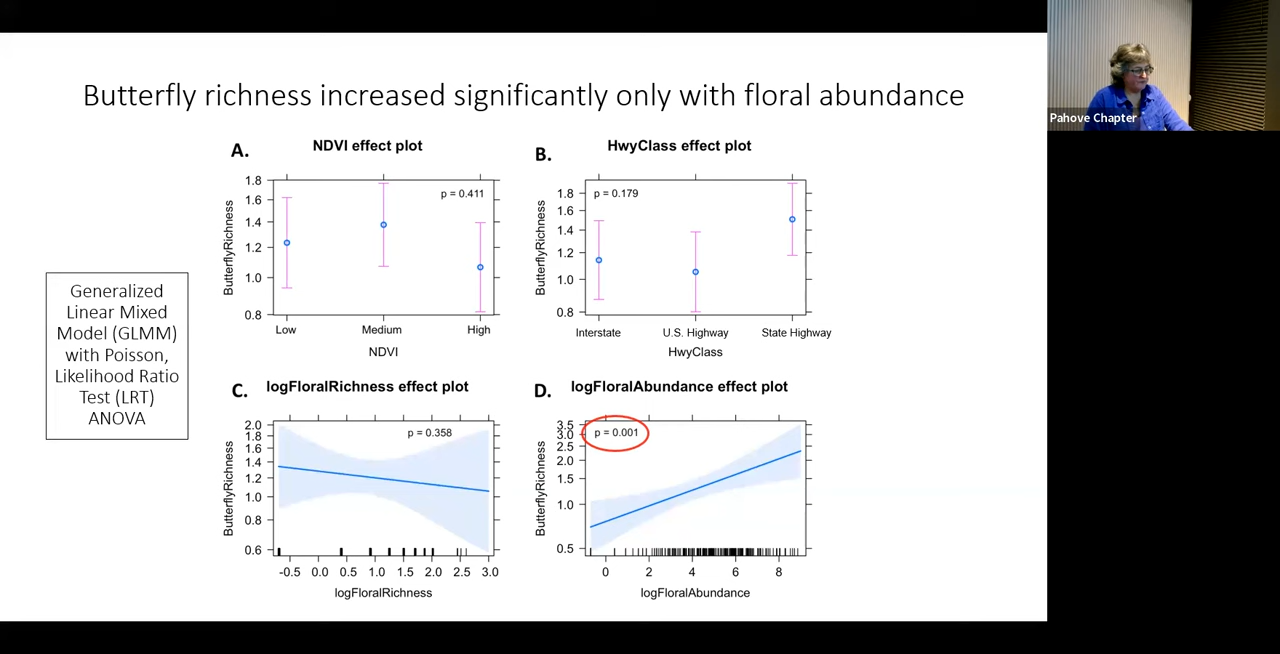 Butterfly richness increased significantly only with floral abundance
Pahove Chapter
Generalized
Linear Mixed
Model (GLMM)
with Poisson,
Likelihood Ratio
Test (LRT)
ANOVA
A.
NDVI effect plot
p = 0.411
ButterflyRichness
1.8
1.6
1.4
1.2
1.0
0.8
Low Medium High
NDVI
B.
HwyClass effect plot
p = 0.179
ButterflyRichness
1.8
1.6
1.4
1.2
1.0
0.8
Interstate U.S. Highway State Highway
HwyClass
C.
logFloralRichness effect plot
p = 0.358
ButterflyRichness
2.0
1.8
1.6
1.4
1.2
1.0
0.8
0.6
-0.5 0.0 0.5 1.0 1.5 2.0 2.5 3.0
logFloralRichness
D.
logFloralAbundance effect plot
p = 0.001
ButterflyRichness
3.5
3.0
2.5
2.0
1.5
1.0
0.5
0 2 4 6 8
logFloralAbundance